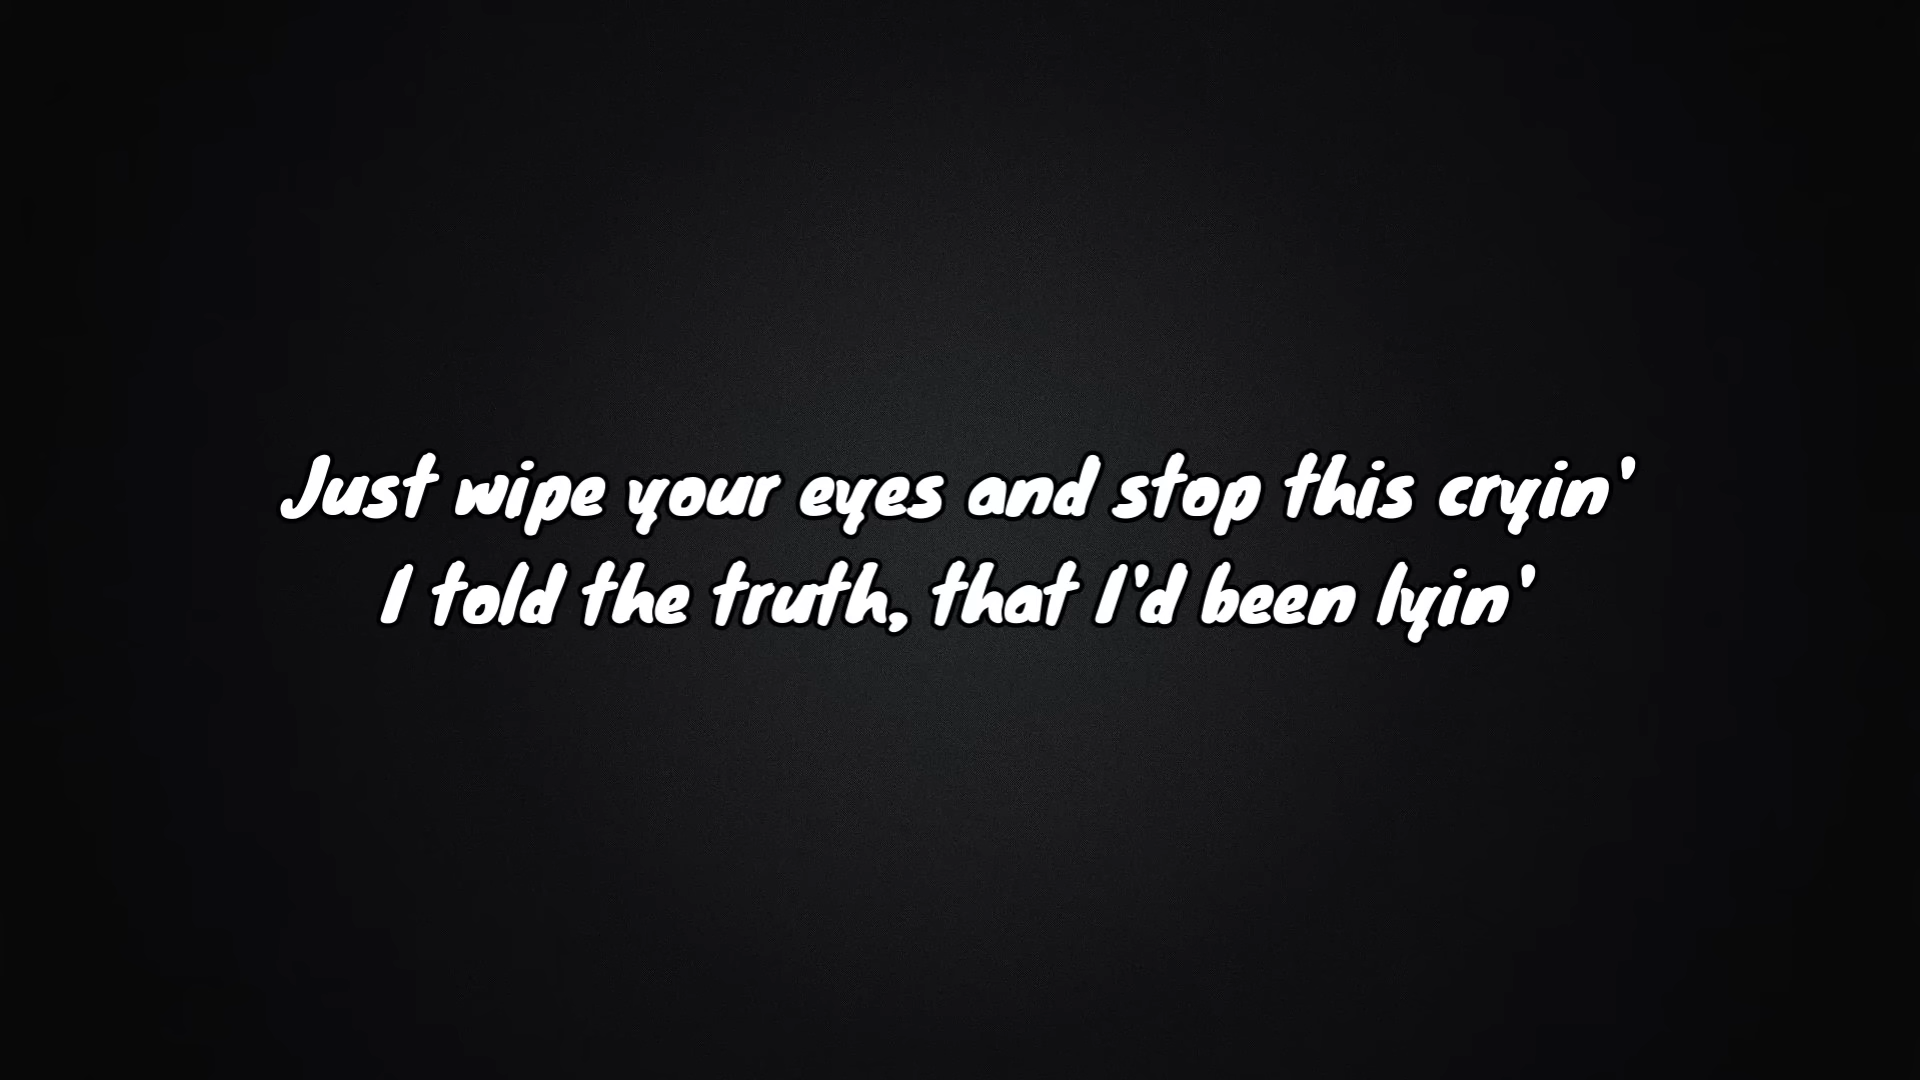 Just wipe your eyes and stop this cryin'
I told the truth, that I'd been lyin'